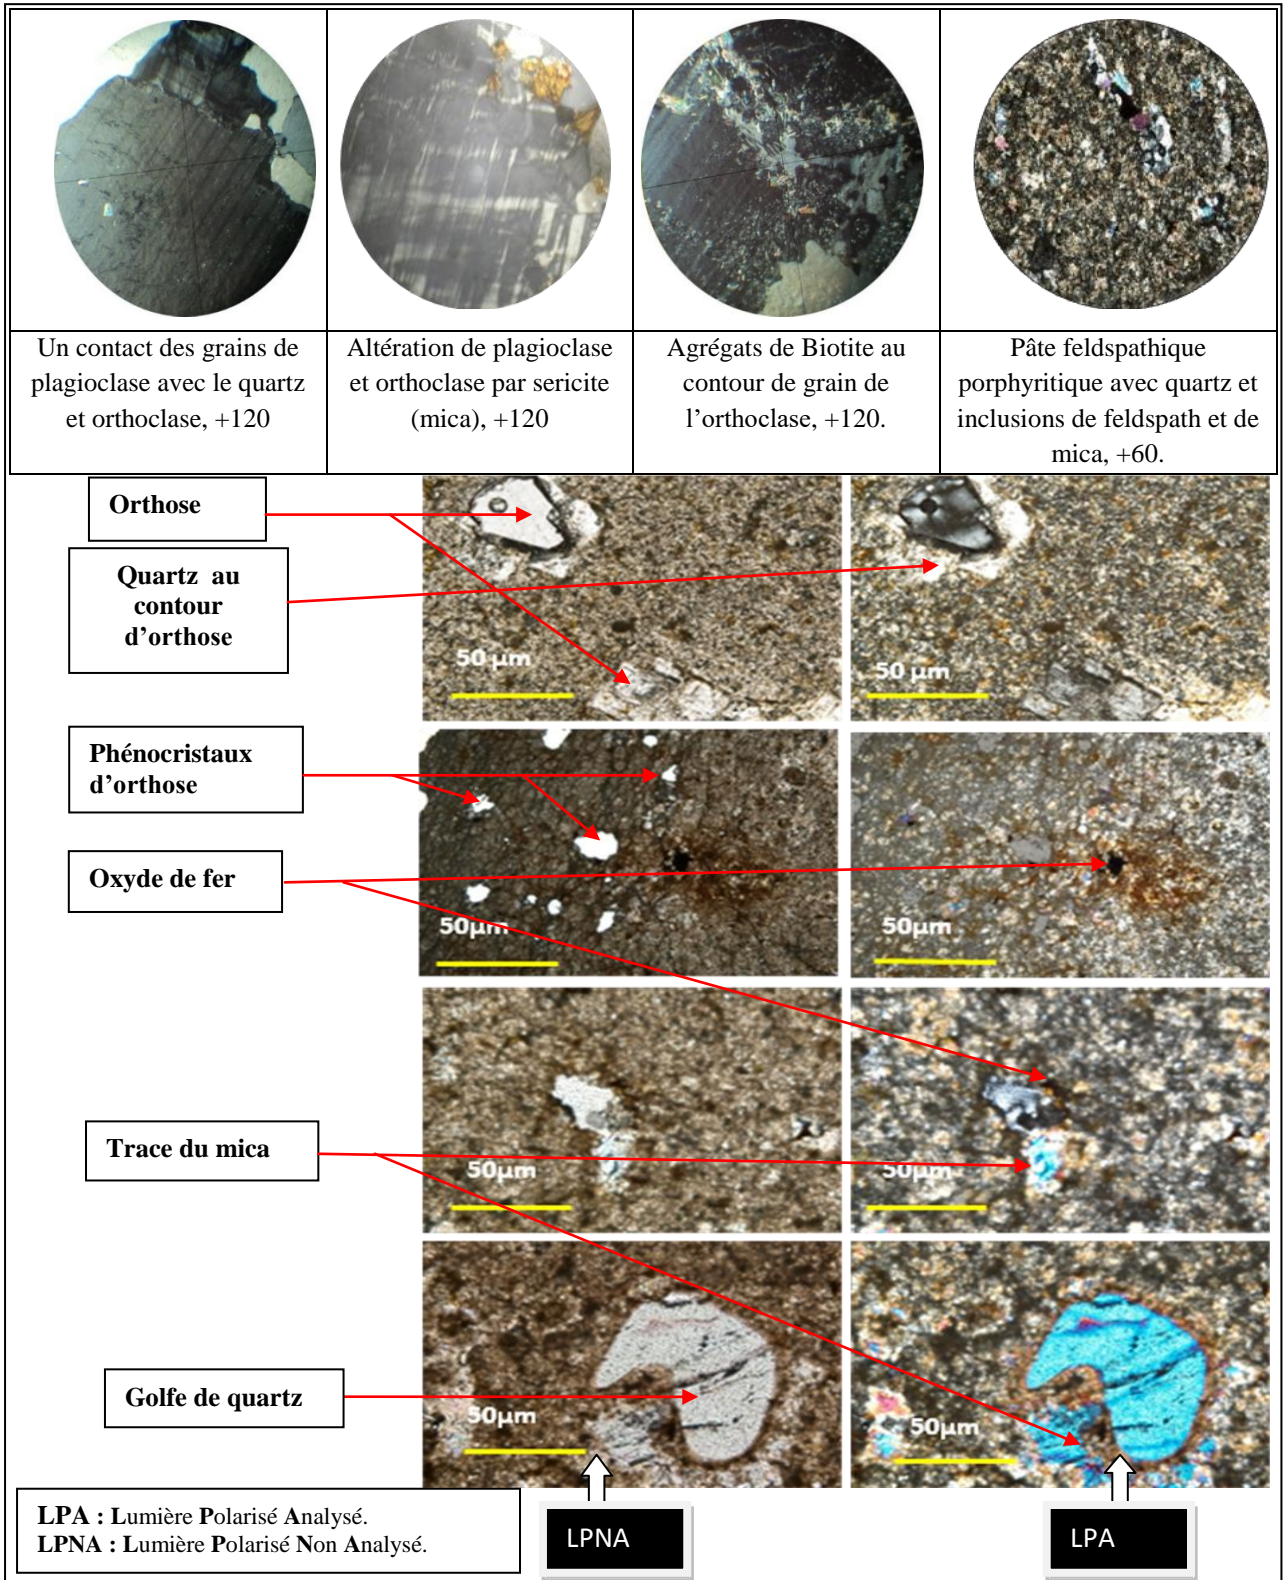 Un contact des grains de
plagioclase avec le quartz
et orthoclase, +120
Altération de plagioclase
et orthoclase par sericite
(mica), +120
Agrégats de Biotite au
contour de grain de
l’orthoclase, +120.
Pâte feldspathique
porphyritique avec quartz et
inclusions de feldspath et de
mica, +60.
Orthose
Quartz au
contour
d’orthose
50 µm
50 µm
Phénocristaux
d’orthose
Oxyde de fer
50µm
50µm
Trace du mica
50µm
50µm
Golfe de quartz
50µm
50µm
LPA : Lumière Polarisé Analysé.
LPNA : Lumière Polarisé Non Analysé.
LPNA
LPA